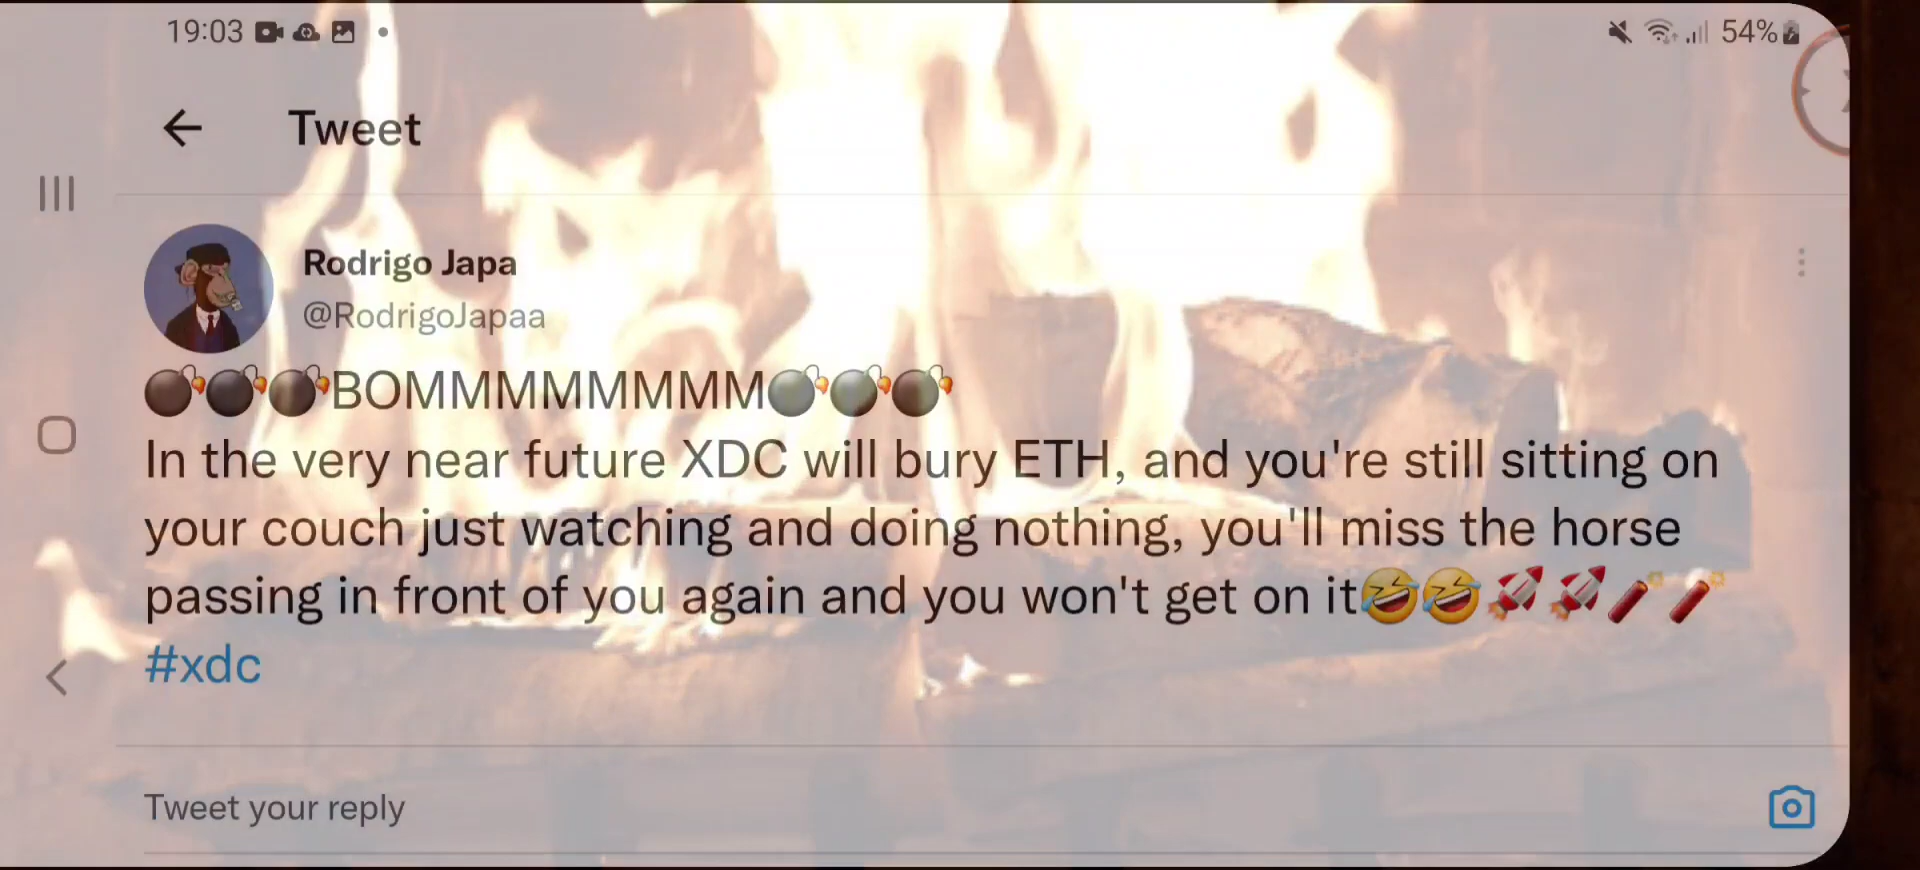 19:03 54%
Tweet
Rodrigo Japa
@RodrigoJapaa
💣💣💣BOMMMMMMMM💣💣💣
In the very near future XDC will bury ETH, and you're still sitting on
your couch just watching and doing nothing, you'll miss the horse
passing in front of you again and you won't get on it🤣🤣🚀🚀🧨🧨
#xdc
Tweet your reply